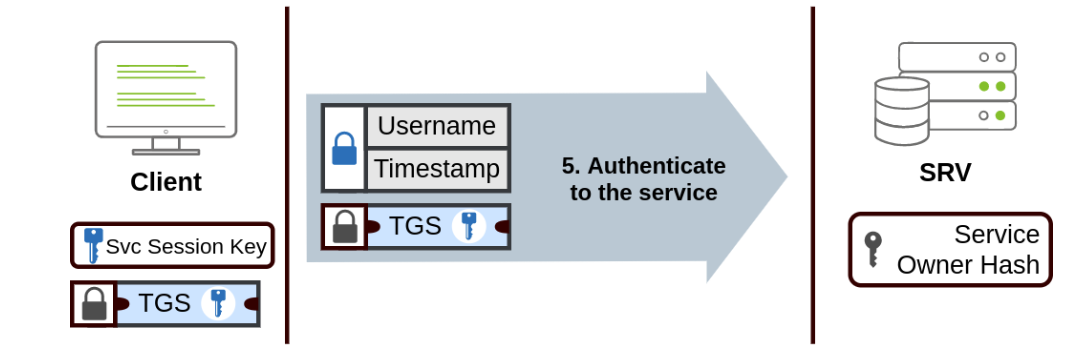 Client
Svc Session Key
TGS
Username
Timestamp
TGS
5. Authenticate
to the service
SRV
Service
Owner Hash